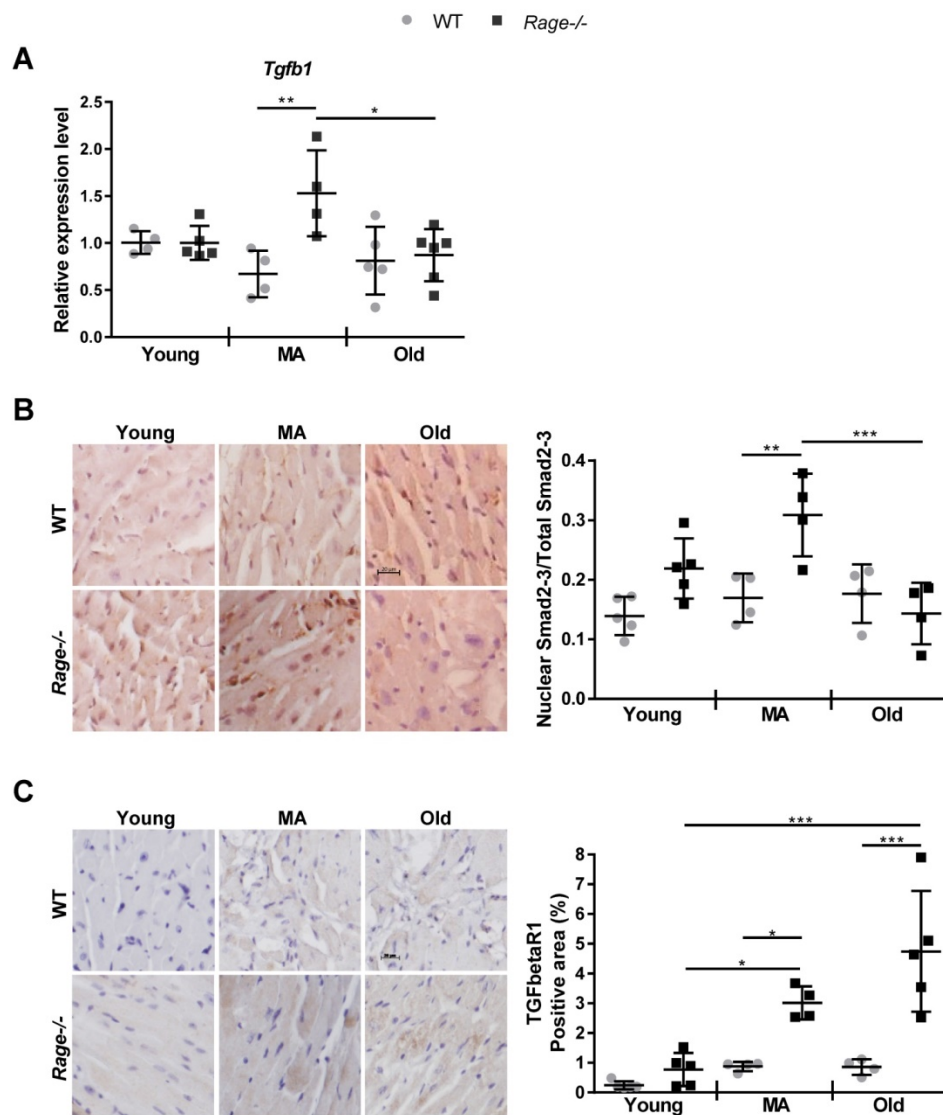 WT Rage-/-
A
Tgfb1
** *
Relative expression level
2.5
2.0
1.5
1.0
0.5
0.0
Young MA Old
B
Young MA Old
WT
20 µm
Rage-/-
** ***
Nuclear Smad2-3/Total Smad2-3
0.4
0.3
0.2
0.1
0.0
Young MA Old
C
Young MA Old
WT
Rage-/-
***
***
*
*
TGFbetaR1
Positive area (%)
8
7
6
5
4
3
2
1
0
Young MA Old